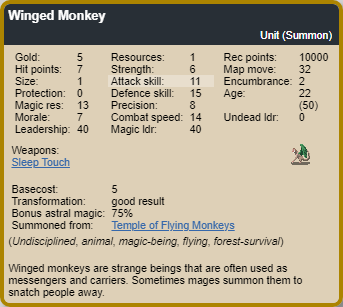 Winged Monkey
Unit (Summon)
Gold: 5 Resources: 1 Rec points: 10000
Hit points: 7 Strength: 6 Map move: 32
Size: 1 Attack skill: 11 Encumbrance: 2
Protection: 0 Defence skill: 15 Age: 22
Magic res: 13 Precision: 8 (50)
Morale: 7 Combat speed: 14 Undead ldr: 0
Leadership: 40 Magic ldr: 40
Weapons:
Sleep Touch
Basecost: 5
Transformation: good result
Bonus astral magic: 75%
Summoned from: Temple of Flying Monkeys
(Undisciplined, animal, magic-being, flying, forest-survival)
Winged monkeys are strange beings that are often used as
messengers and carriers. Sometimes mages summon them to
snatch people away.